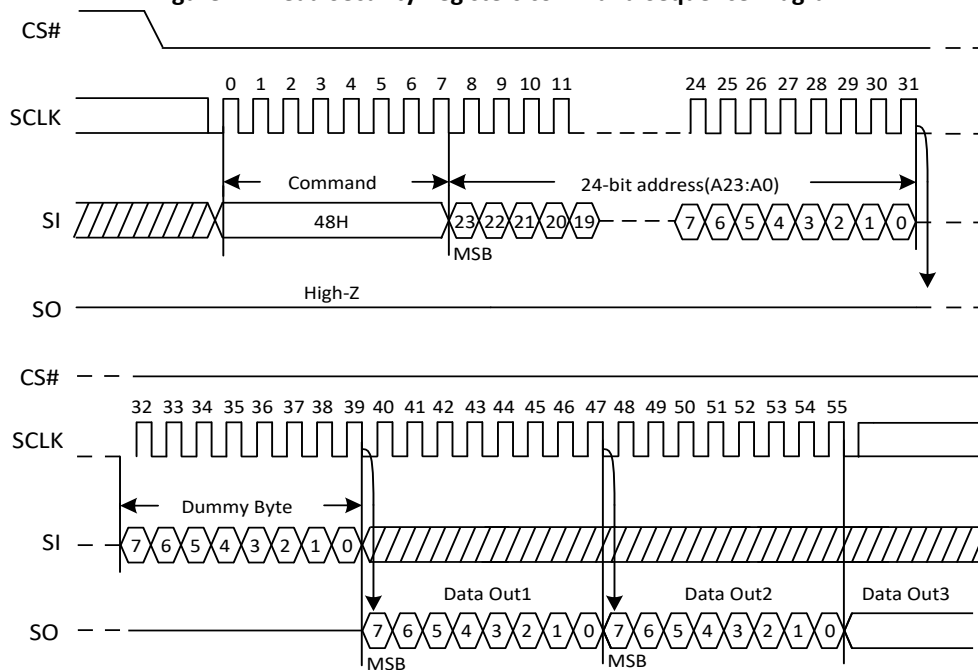 CS#
0 1 2 3 4 5 6 7 8 9 10 11 24 25 26 27 28 29 30 31
SCLK
Command 24-bit address(A23:A0)
SI 48H 23 22 21 20 19 7 6 5 4 3 2 1 0
MSB
High-Z
SO
CS#
32 33 34 35 36 37 38 39 40 41 42 43 44 45 46 47 48 49 50 51 52 53 54 55
SCLK
Dummy Byte
SI 7 6 5 4 3 2 1 0
Data Out1 Data Out2 Data Out3
SO 7 6 5 4 3 2 1 0 7 6 5 4 3 2 1 0
MSB MSB